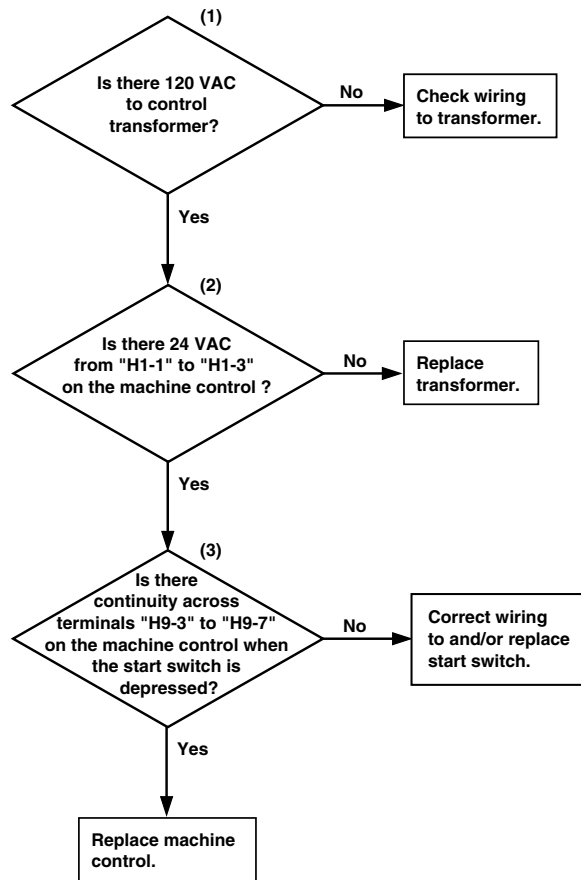 (1)
Is there 120 VAC
to control
transformer?
No
Check wiring
to transformer.
Yes
(2)
Is there 24 VAC
from "H1-1" to "H1-3"
on the machine control ?
No
Replace
transformer.
Yes
(3)
Is there
continuity across
terminals "H9-3" to "H9-7"
on the machine control when
the start switch is
depressed?
No
Correct wiring
to and/or replace
start switch.
Yes
Replace machine
control.